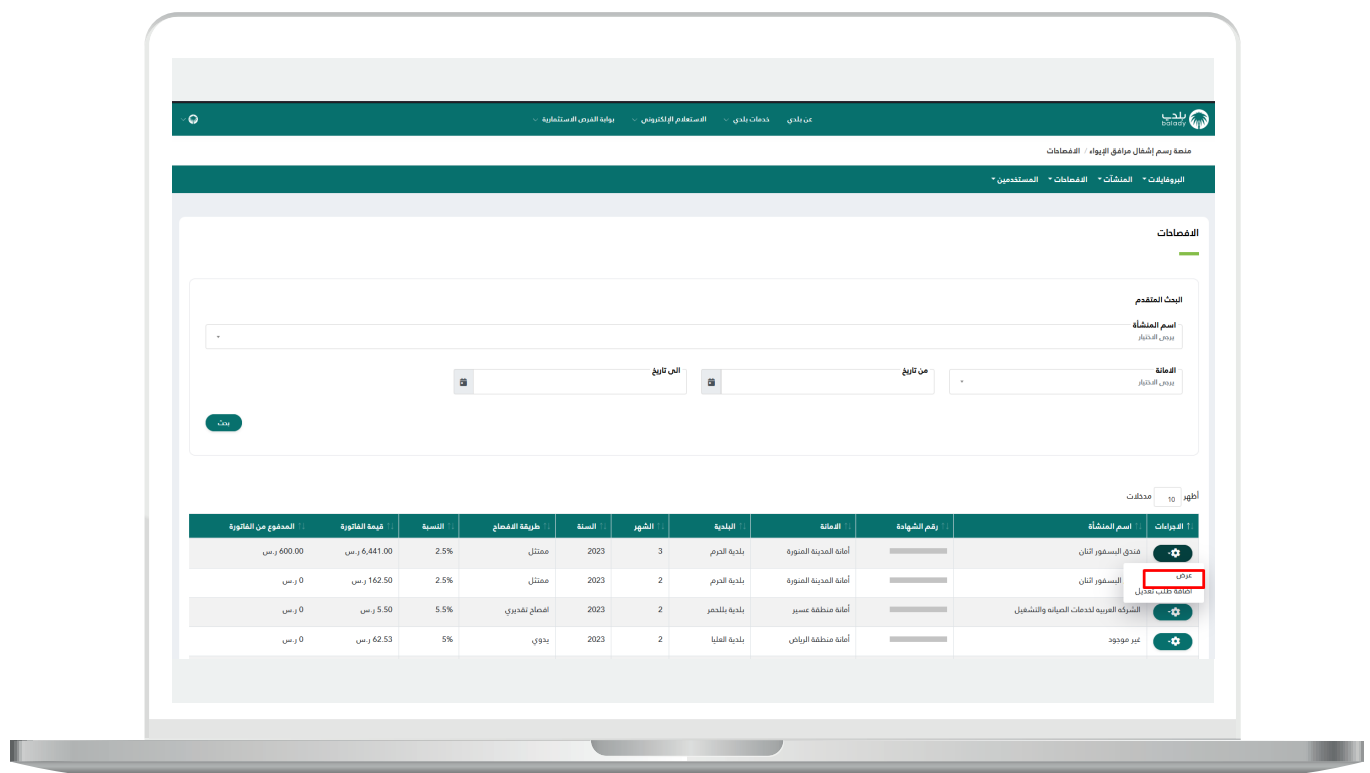 بلدي
balady
عن بلدي خدمات بلدي الاستعلام الإلكتروني بوابة الفرص الاستثمارية
منصة رسم إشغال مرافق الإيواء / الافصاحات
البروفايلات المنشآت الافصاحات المستخدمين
الافصاحات
البحث المتقدم
اسم المنشأة
يرجى الاختيار
الامانة من تاريخ الى تاريخ
يرجى الاختيار
بحث
أظهر 10 مدخلات
الاجراءات اسم المنشأة رقم الشهادة الامانة البلدية الشهر السنة طريقة الافصاح النسبة قيمة الفاتورة المدفوع من الفاتورة
فندق البسفور اثنان أمانة المدينة المنورة بلدية الحرم 3 2023 ممتثل 2.5% 6,441.00 ر.س 600.00 ر.س
عرض
البسفور اثنان أمانة المدينة المنورة بلدية الحرم 2 2023 ممتثل 2.5% 162.50 ر.س 0 ر.س
اضافة طلب تعديل
الشركه العربيه لخدمات الصيانه والتشغيل أمانة منطقة عسير بلدية بللحمر 2 2023 افصاح تقديري 5.5% 5.50 ر.س 0 ر.س
غير موجود أمانة منطقة الرياض بلدية العليا 2 2023 يدوي 5% 62.53 ر.س 0 ر.س